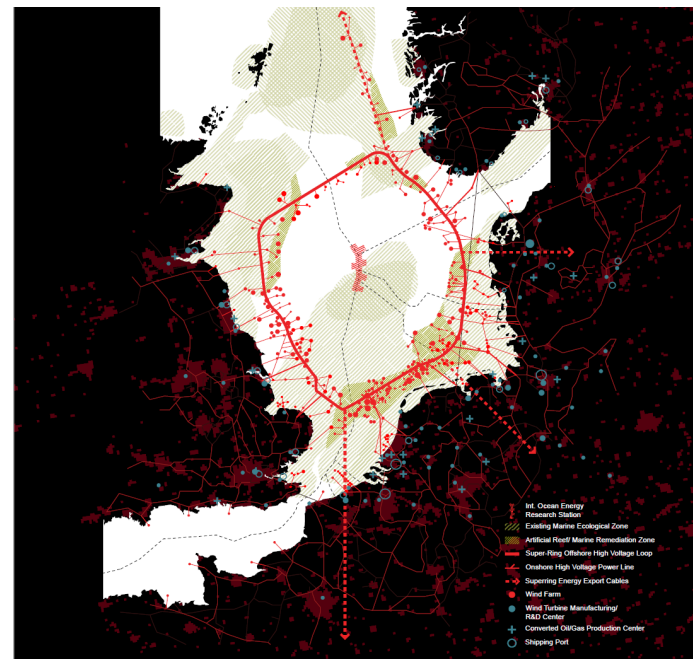 Int. Ocean Energy
Research Station
Existing Marine Ecological Zone
Artificial Reef/ Marine Remediation Zone
Super-Ring Offshore High Voltage Loop
Onshore High Voltage Power Line
Superring Energy Export Cables
Wind Farm
Wind Turbine Manufacturing/
R&D Center
Converted Oil/Gas Production Center
Shipping Port